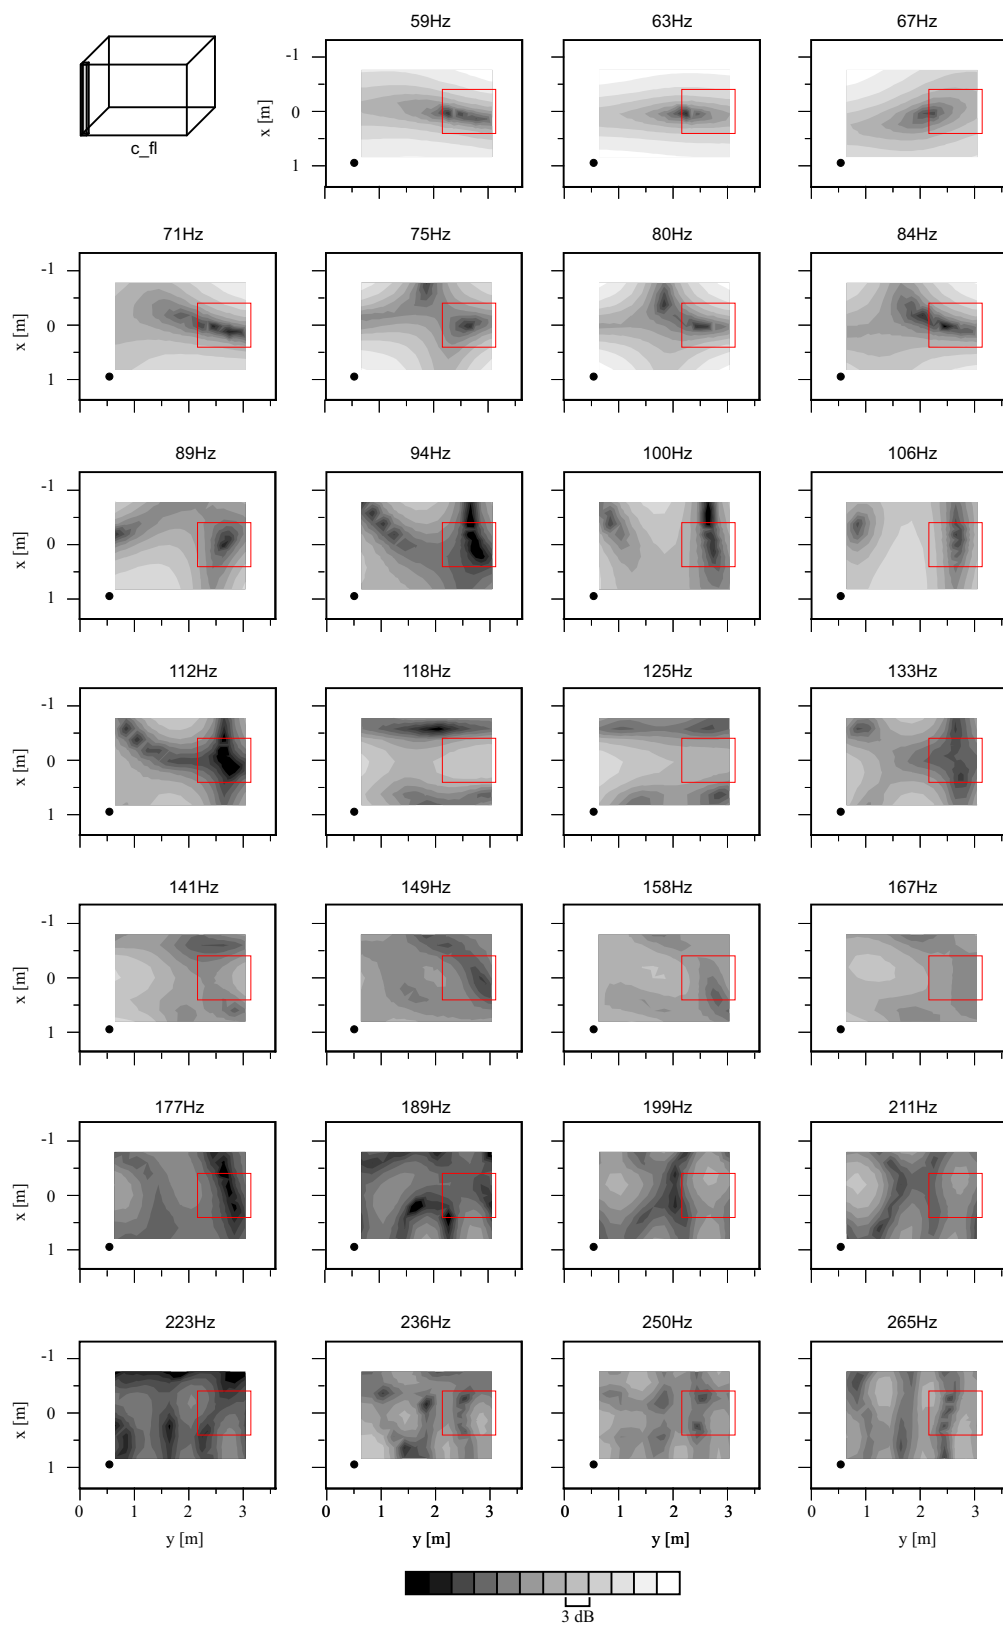 59Hz 63Hz 67Hz
-1
0
1
x [m]
c_fl
71Hz 75Hz 80Hz 84Hz
-1
0
1
x [m]
89Hz 94Hz 100Hz 106Hz
-1
0
1
x [m]
112Hz 118Hz 125Hz 133Hz
-1
0
1
x [m]
141Hz 149Hz 158Hz 167Hz
-1
0
1
x [m]
177Hz 189Hz 199Hz 211Hz
-1
0
1
x [m]
223Hz 236Hz 250Hz 265Hz
-1
0
1
x [m]
0 1 2 3 0 1 2 3 0 1 2 3 0 1 2 3
y [m] y [m] y [m] y [m]
3 dB